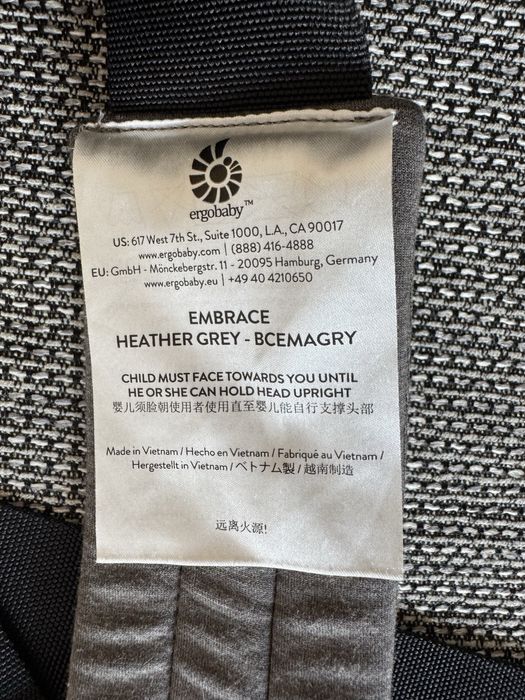 ergobaby™
US: 617 West 7th St., Suite 1000, L.A., CA 90017
www.ergobaby.com | (888) 416-4888
EU: GmbH - Mönckebergstr. 11 - 20095 Hamburg, Germany
www.ergobaby.eu | +49 40 4210650
EMBRACE
HEATHER GREY - BCEMAGRY
CHILD MUST FACE TOWARDS YOU UNTIL
HE OR SHE CAN HOLD HEAD UPRIGHT
婴儿须脸朝使用者使用直至婴儿能自行支撑头部
Made in Vietnam / Hecho en Vietnam / Fabriqué au Vietnam /
Hergestellt in Vietnam / ベトナム製 / 越南制造
远离火源!